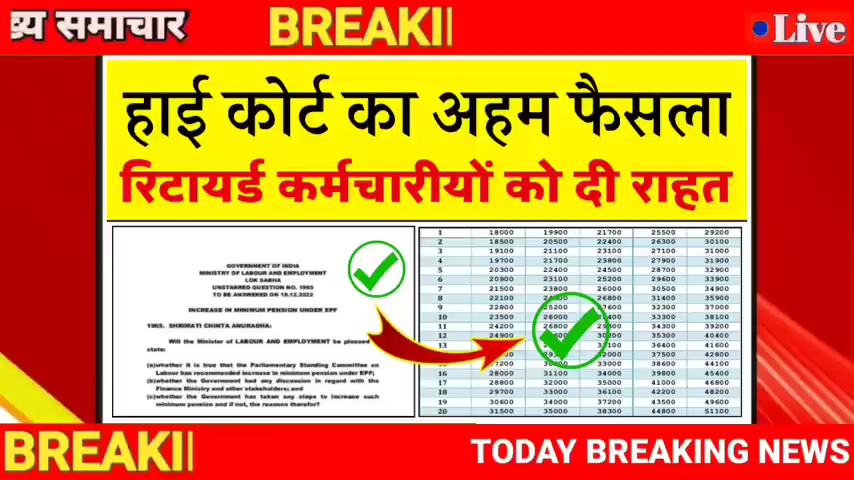 व्य समाचार
BREAKI
Live
हाई कोर्ट का अहम फैसला
रिटायर्ड कर्मचारीयों को दी राहत
GOVERNMENT OF INDIA
MINISTRY OF LABOUR AND EMPLOYMENT
LOK SABHA
UNSTARRED QUESTION NO. 1965
TO BE ANSWERED ON 19.12.2022
INCREASE IN MINIMUM PENSION UNDER EPF
1965. SHRIMATI CHINTA ANURADHA:
Will the Minister of LABOUR AND EMPLOYMENT be pleased
state:
(a)whether it is true that the Parliamentary Standing Committee on
Labour has recommended increase in minimum pension under EPF;
(b)whether the Government had any discussion in regard with the
Finance Ministry and other stakeholders; and
(c)whether the Government has taken any steps to increase such
minimum pension and if not, the reasons therefor?
1 18000 19900 21700 25500 29200
2 18500 20500 22400 26300 30100
3 19100 21100 23100 27100 31000
4 19700 21700 23800 27900 31900
5 20300 22400 24500 28700 32900
6 20900 23100 25200 29600 33900
7 21500 23800 26000 30500 34900
8 22100 26800 31400 35900
9 22800 25200 27600 32300 37000
10 23500 26000 33300 38100
11 24200 26800 34300 39200
12 24900 35300 40400
13 36400 41600
37500 42800
38600 44100
16 28000 31100 34000 39800 45400
17 28800 32000 35000 41000 46800
18 29700 33000 36100 42200 48200
19 30600 34000 37200 43500 49600
20 31500 35000 38300 44800 51100
BREAKI
TODAY BREAKING NEWS